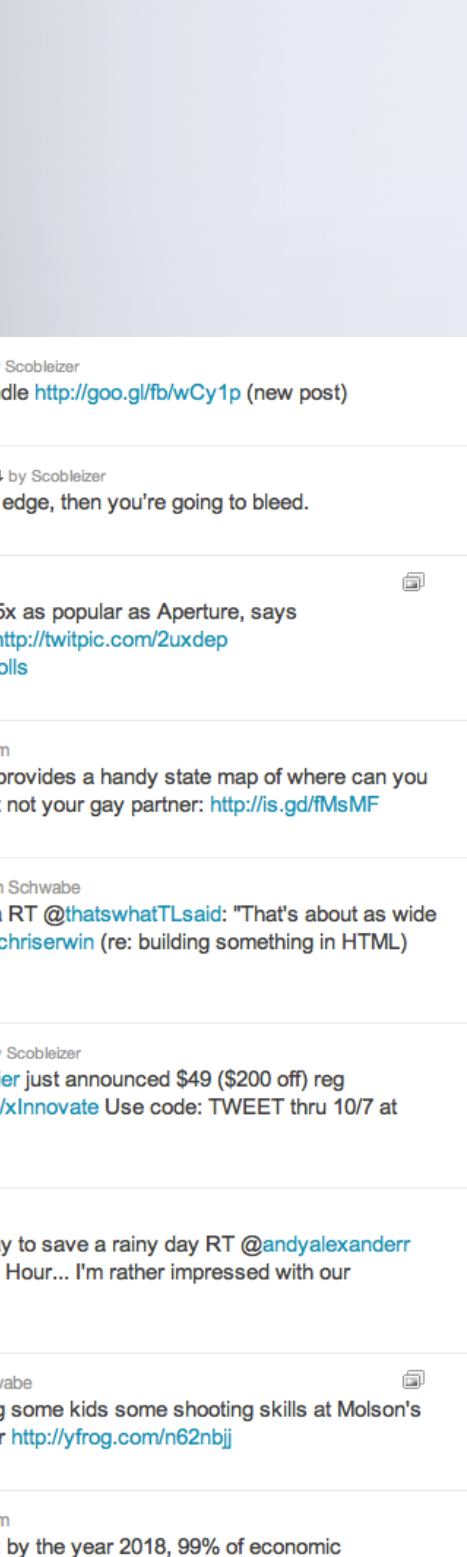 Scobleizer
dle http://goo.gl/fb/wCy1p (new post)
by Scobleizer
edge, then you're going to bleed.
5x as popular as Aperture, says
ttp://twitpic.com/2uxdep
olls
m
provides a handy state map of where can you
not your gay partner: http://is.gd/fMsMF
n Schwabe
RT @thatswhatTLsaid: "That's about as wide
chriserwin (re: building something in HTML)
Scobleizer
ier just announced $49 ($200 off) reg
/xInnovate Use code: TWEET thru 10/7 at
y to save a rainy day RT @andyalexanderr
Hour... I'm rather impressed with our
vabe
g some kids some shooting skills at Molson's
r http://yfrog.com/n62nbjj
m
by the year 2018, 99% of economic